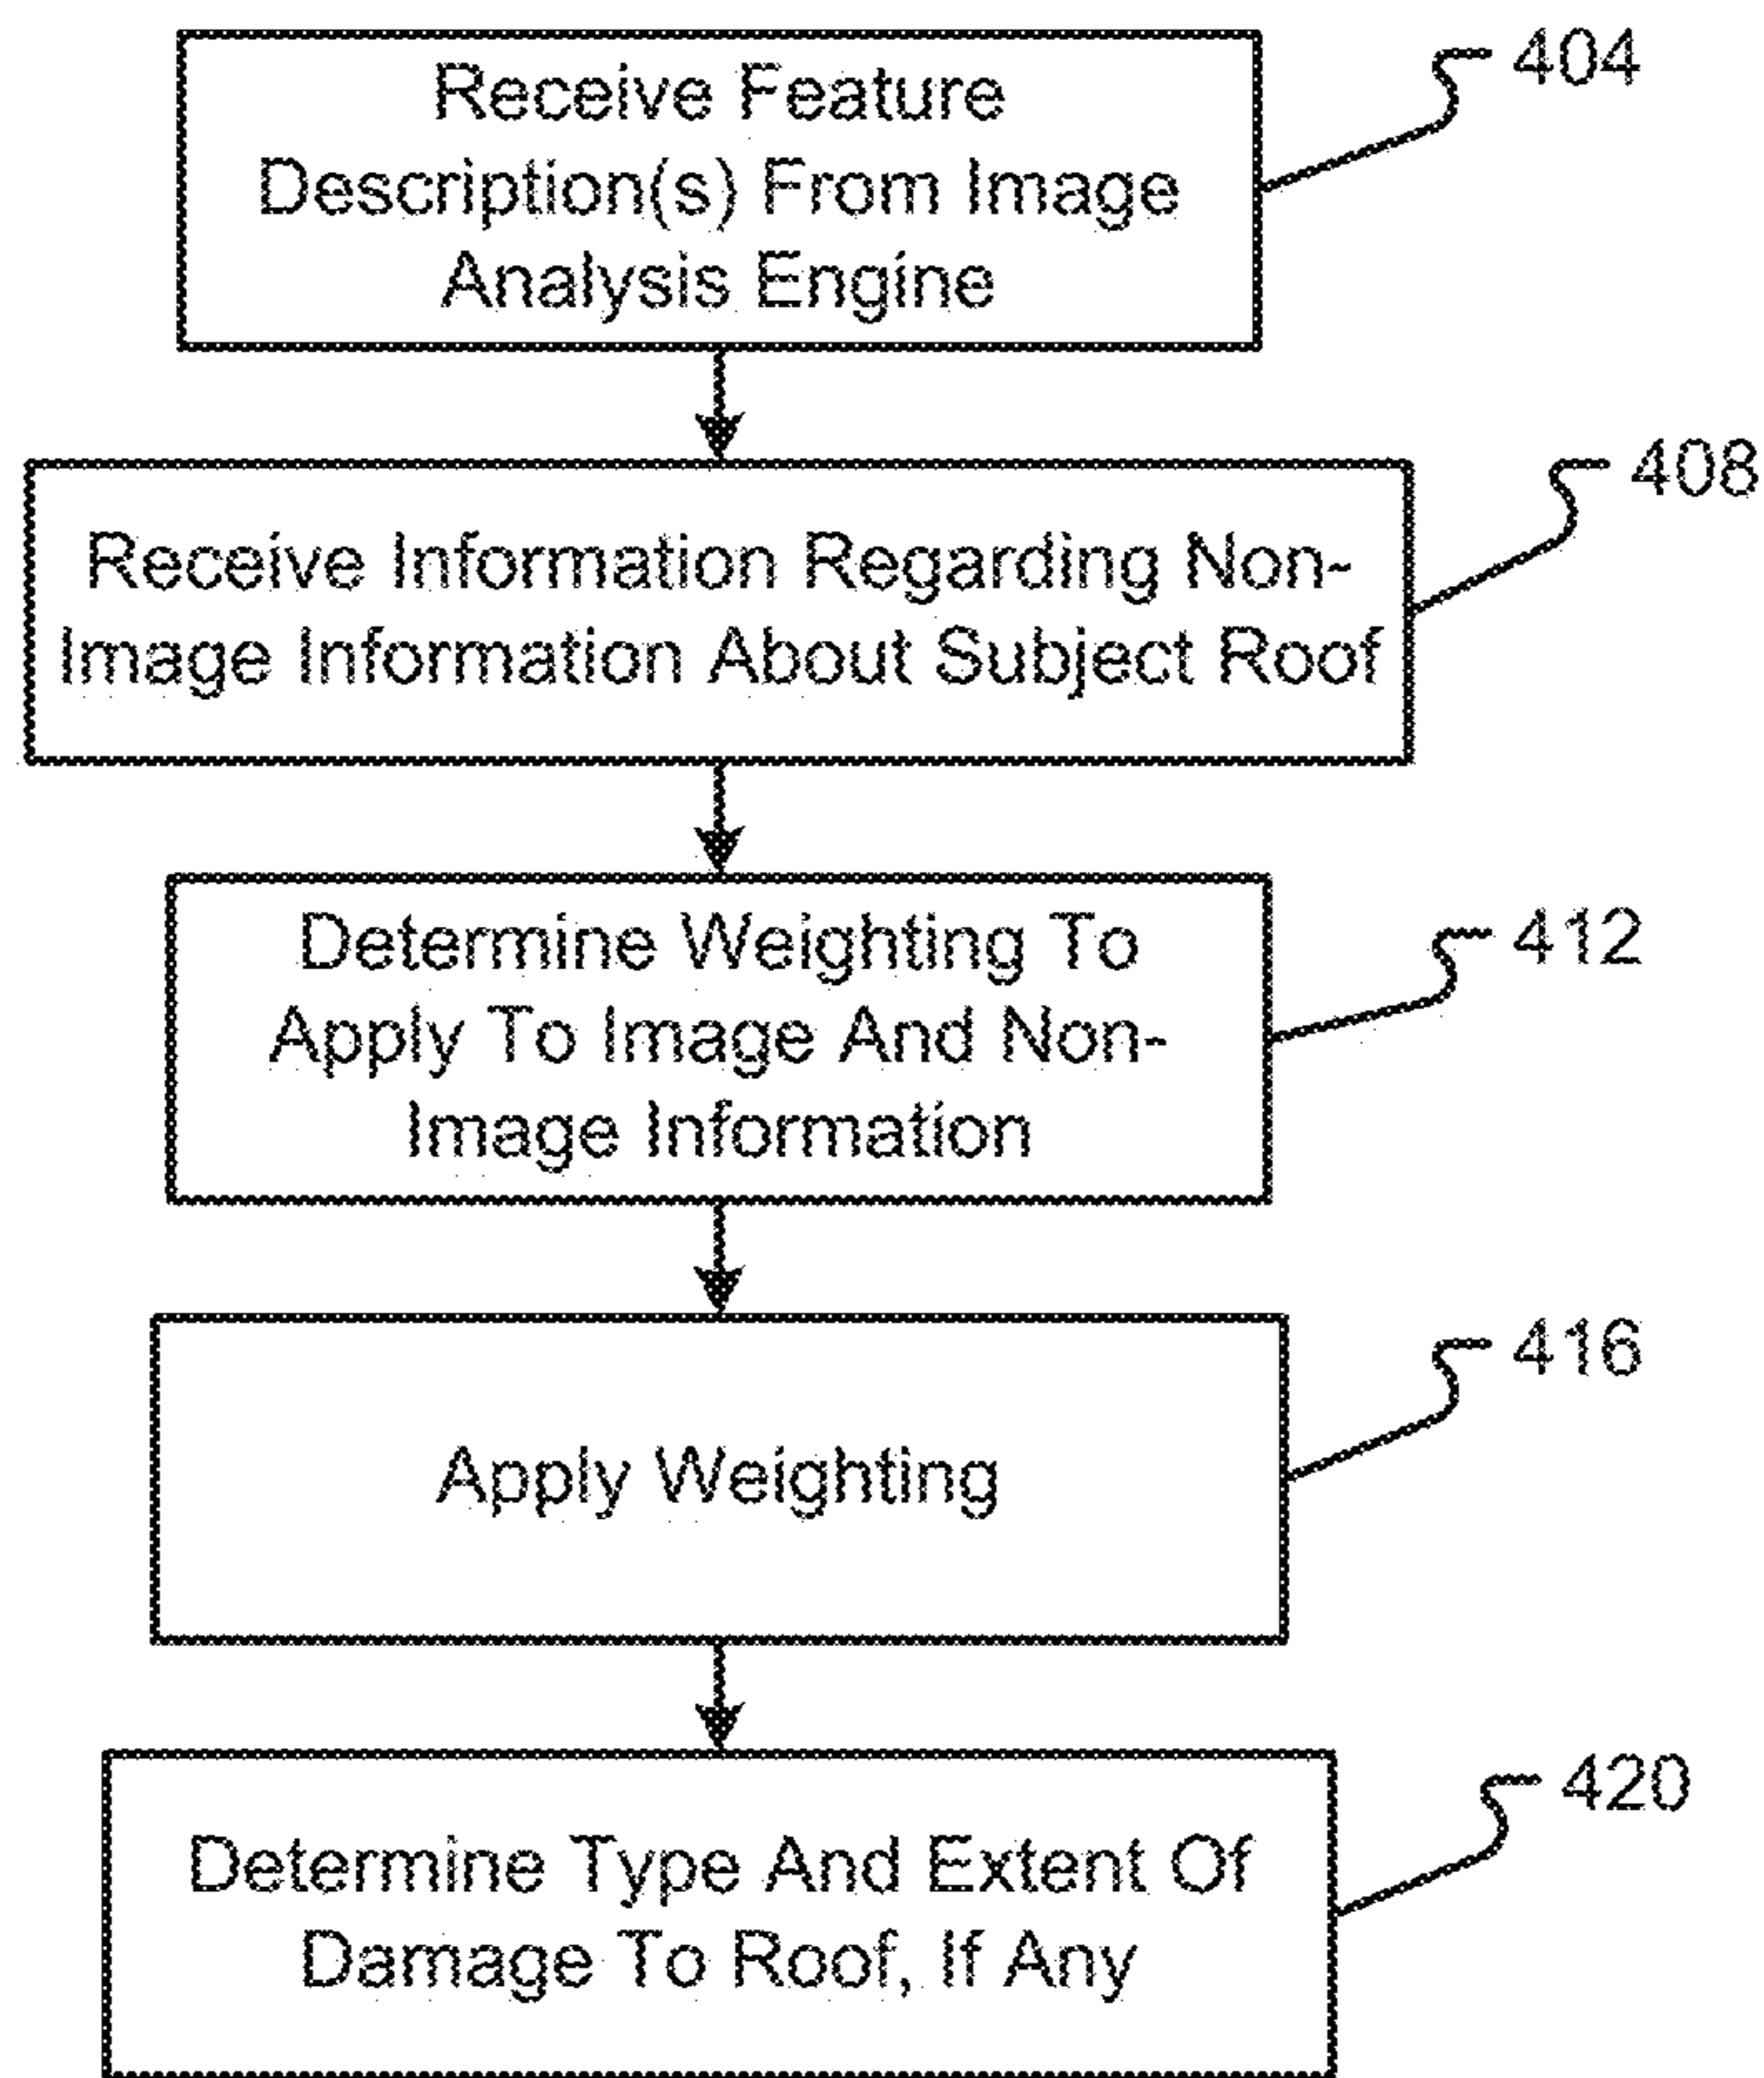 Receive Feature
Description(s) From Image
Analysis Engine
404
Receive Information Regarding Non-
Image Information About Subject Roof
408
Determine Weighting To
Apply To Image And Non-
Image Information
412
Apply Weighting
416
Determine Type And Extent Of
Damage To Roof, If Any
420